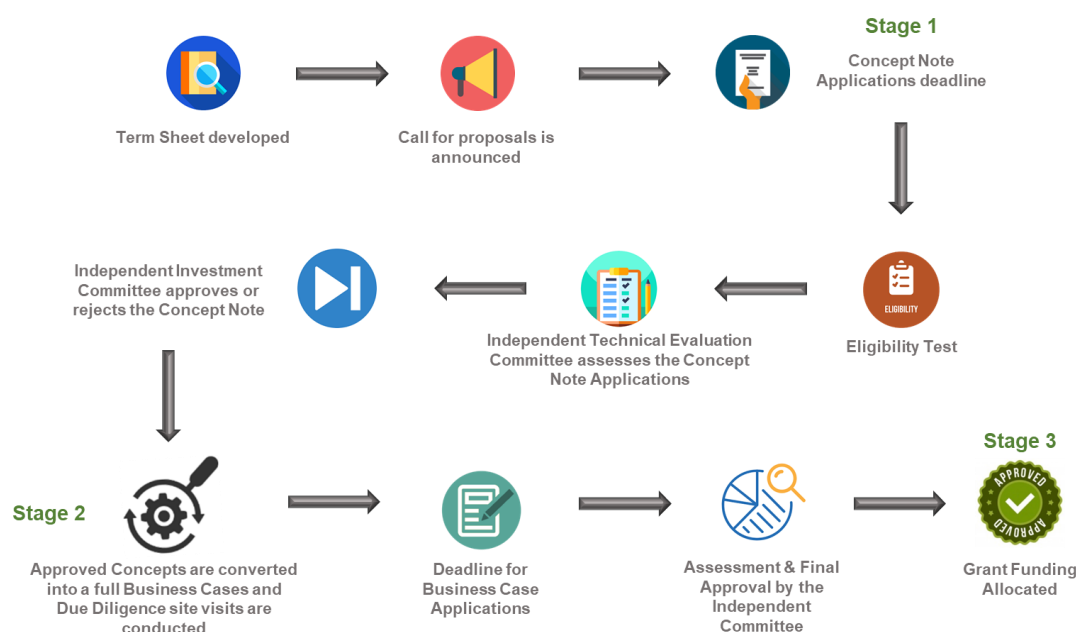 Stage 1
Concept Note
Applications deadline
Term Sheet developed
Call for proposals is
announced
Independent Investment
Committee approves or
rejects the Concept Note
Independent Technical Evaluation
Committee assesses the Concept
Note Applications
ELIGIBILITY
Eligibility Test
Stage 2
Approved Concepts are converted
into a full Business Cases and
Due Diligence site visits are
conducted
Deadline for
Business Case
Applications
Assessment & Final
Approval by the
Independent
Committee
Stage 3
APPROVED
APPROVED
Grant Funding
Allocated